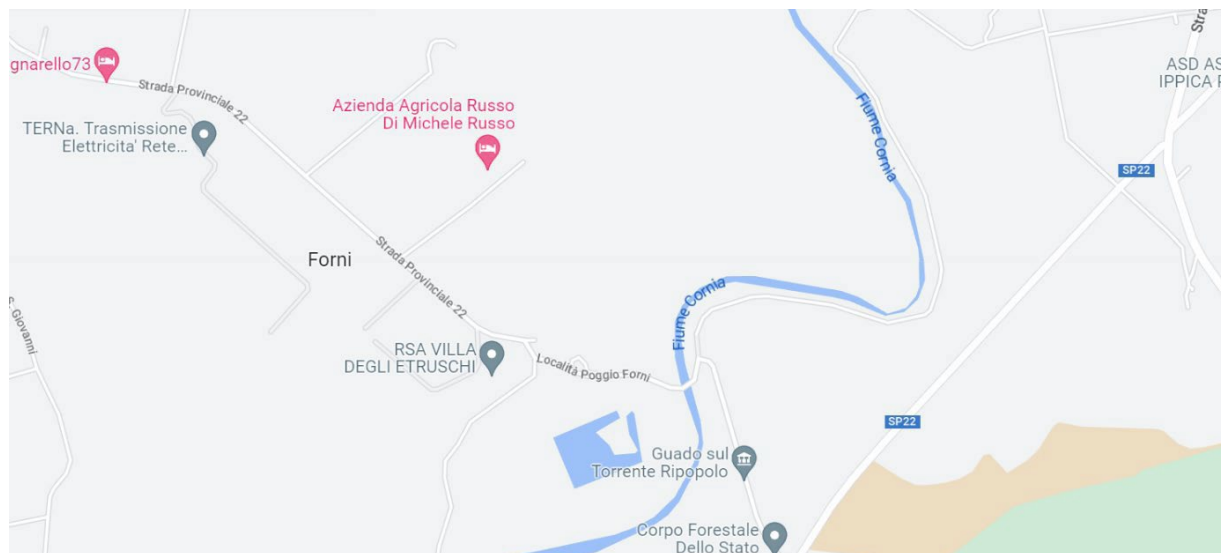 gnarello73
Strada Provinciale 22
TERNa. Trasmissione
Elettricita' Rete...
Azienda Agricola Russo
Di Michele Russo
Fiume Cornia
Stra
ASD AS
IPPICA R
SP22
Forni
Strada Provinciale 22
Fiume Cornia
S. Giovanni
RSA VILLA
DEGLI ETRUSCHI
Località Poggio Forni
SP22
Guado sul
Torrente Ripopolo
Corpo Forestale
Dello Stato